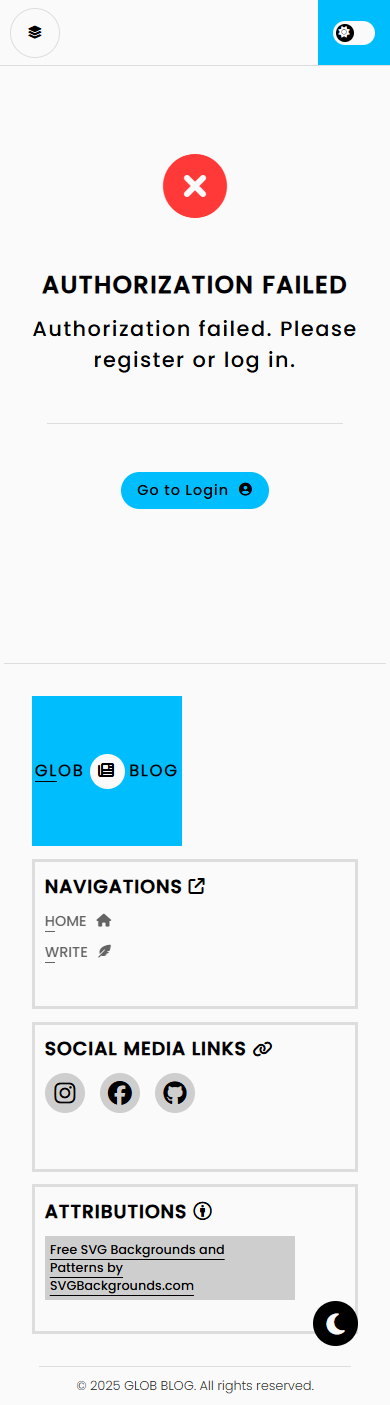 AUTHORIZATION FAILED
Authorization failed. Please
register or log in.
Go to Login
GLOB BLOG
NAVIGATIONS
HOME
WRITE
SOCIAL MEDIA LINKS
ATTRIBUTIONS
Free SVG Backgrounds and
Patterns by
SVGBackgrounds.com
© 2025 GLOB BLOG. All rights reserved.